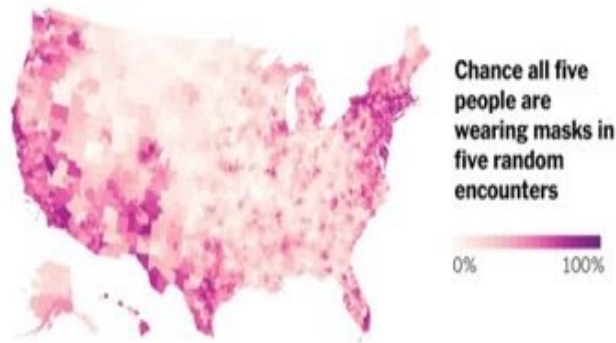 Chance all five
people are
wearing masks in
five random
encounters
0% 100%